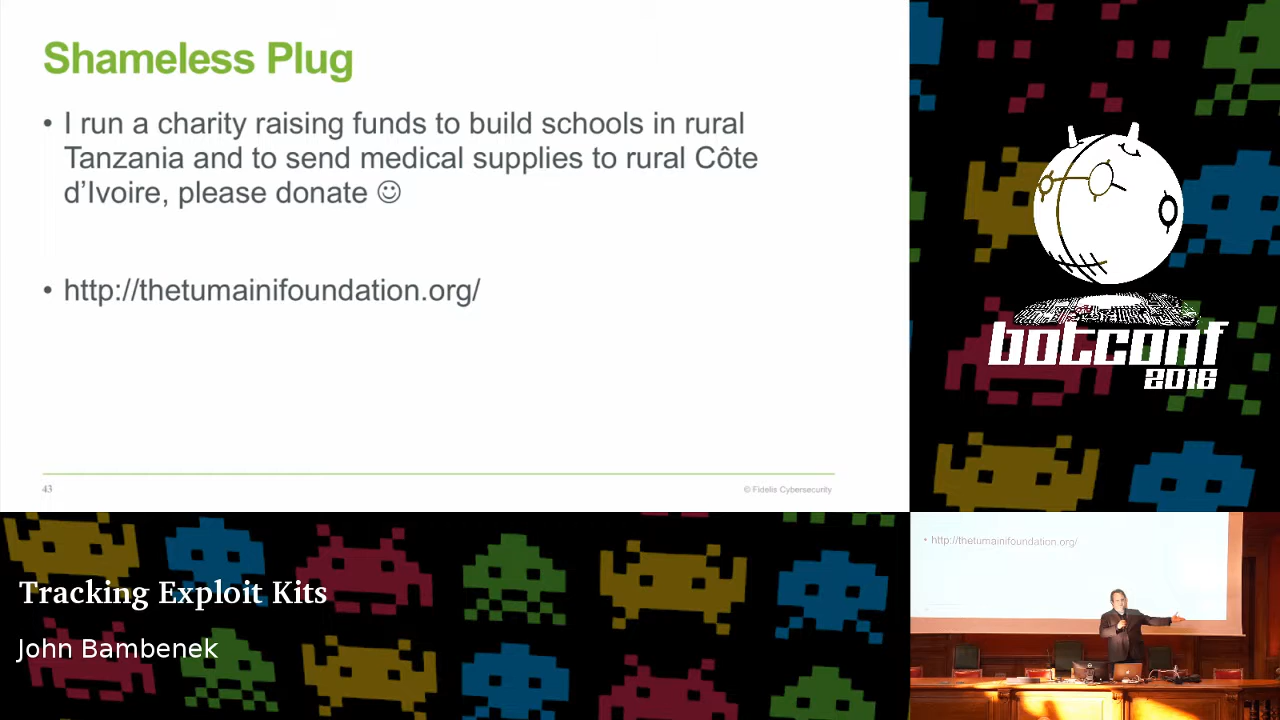 Shameless Plug
• I run a charity raising funds to build schools in rural
Tanzania and to send medical supplies to rural Côte
d’Ivoire, please donate ☺
• http://thetumainifoundation.org/
43
© Fidelis Cybersecurity
botconf
2016
Tracking Exploit Kits
John Bambenek
• http://thetumainifoundation.org/